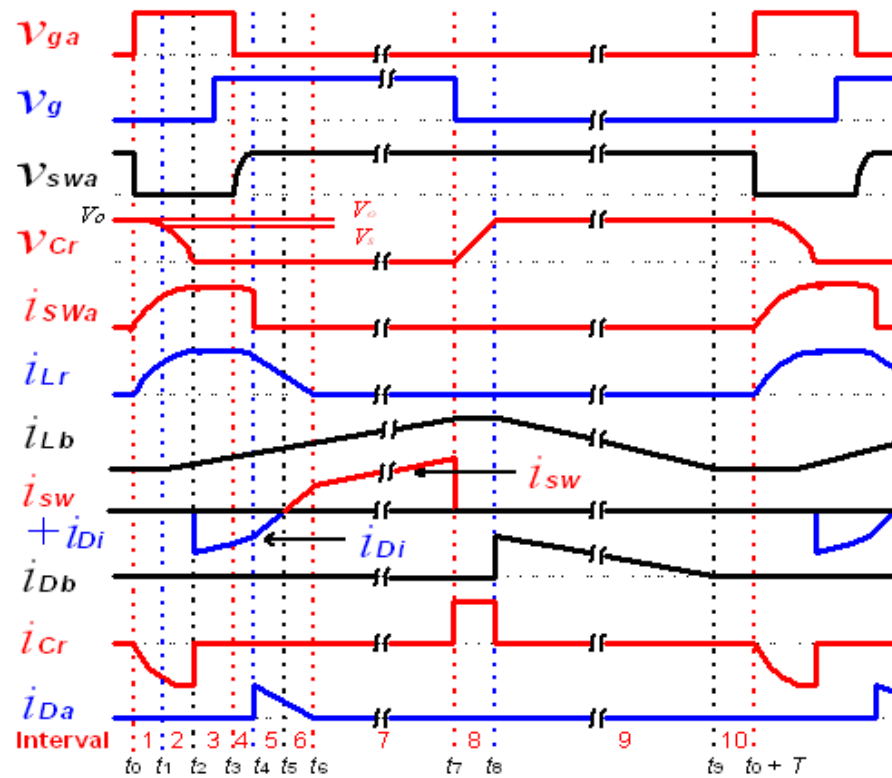 vga
vg
vswa
Vo
Vo
Vs
vCr
iSWa
iLr
iLb
isw
isw
+ iDi
iDi
iDb
iCr
iDa
Interval 1 2 3 4 5 6 7 8 9 10
t0 t1 t2 t3 t4 t5 t6 t7 t8 t9 t0 + T